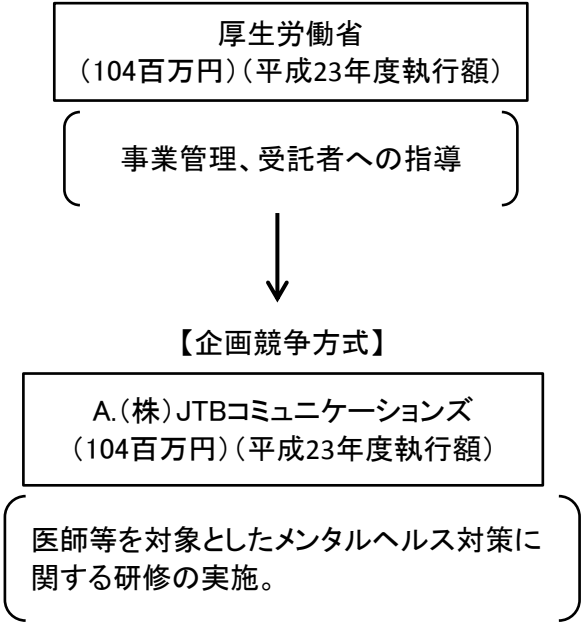 厚生労働省
（104百万円）（平成23年度執行額）
事業管理、受託者への指導
【企画競争方式】
A.（株）JTBコミュニケーションズ
（104百万円）（平成23年度執行額）
医師等を対象としたメンタルヘルス対策に
関する研修の実施。